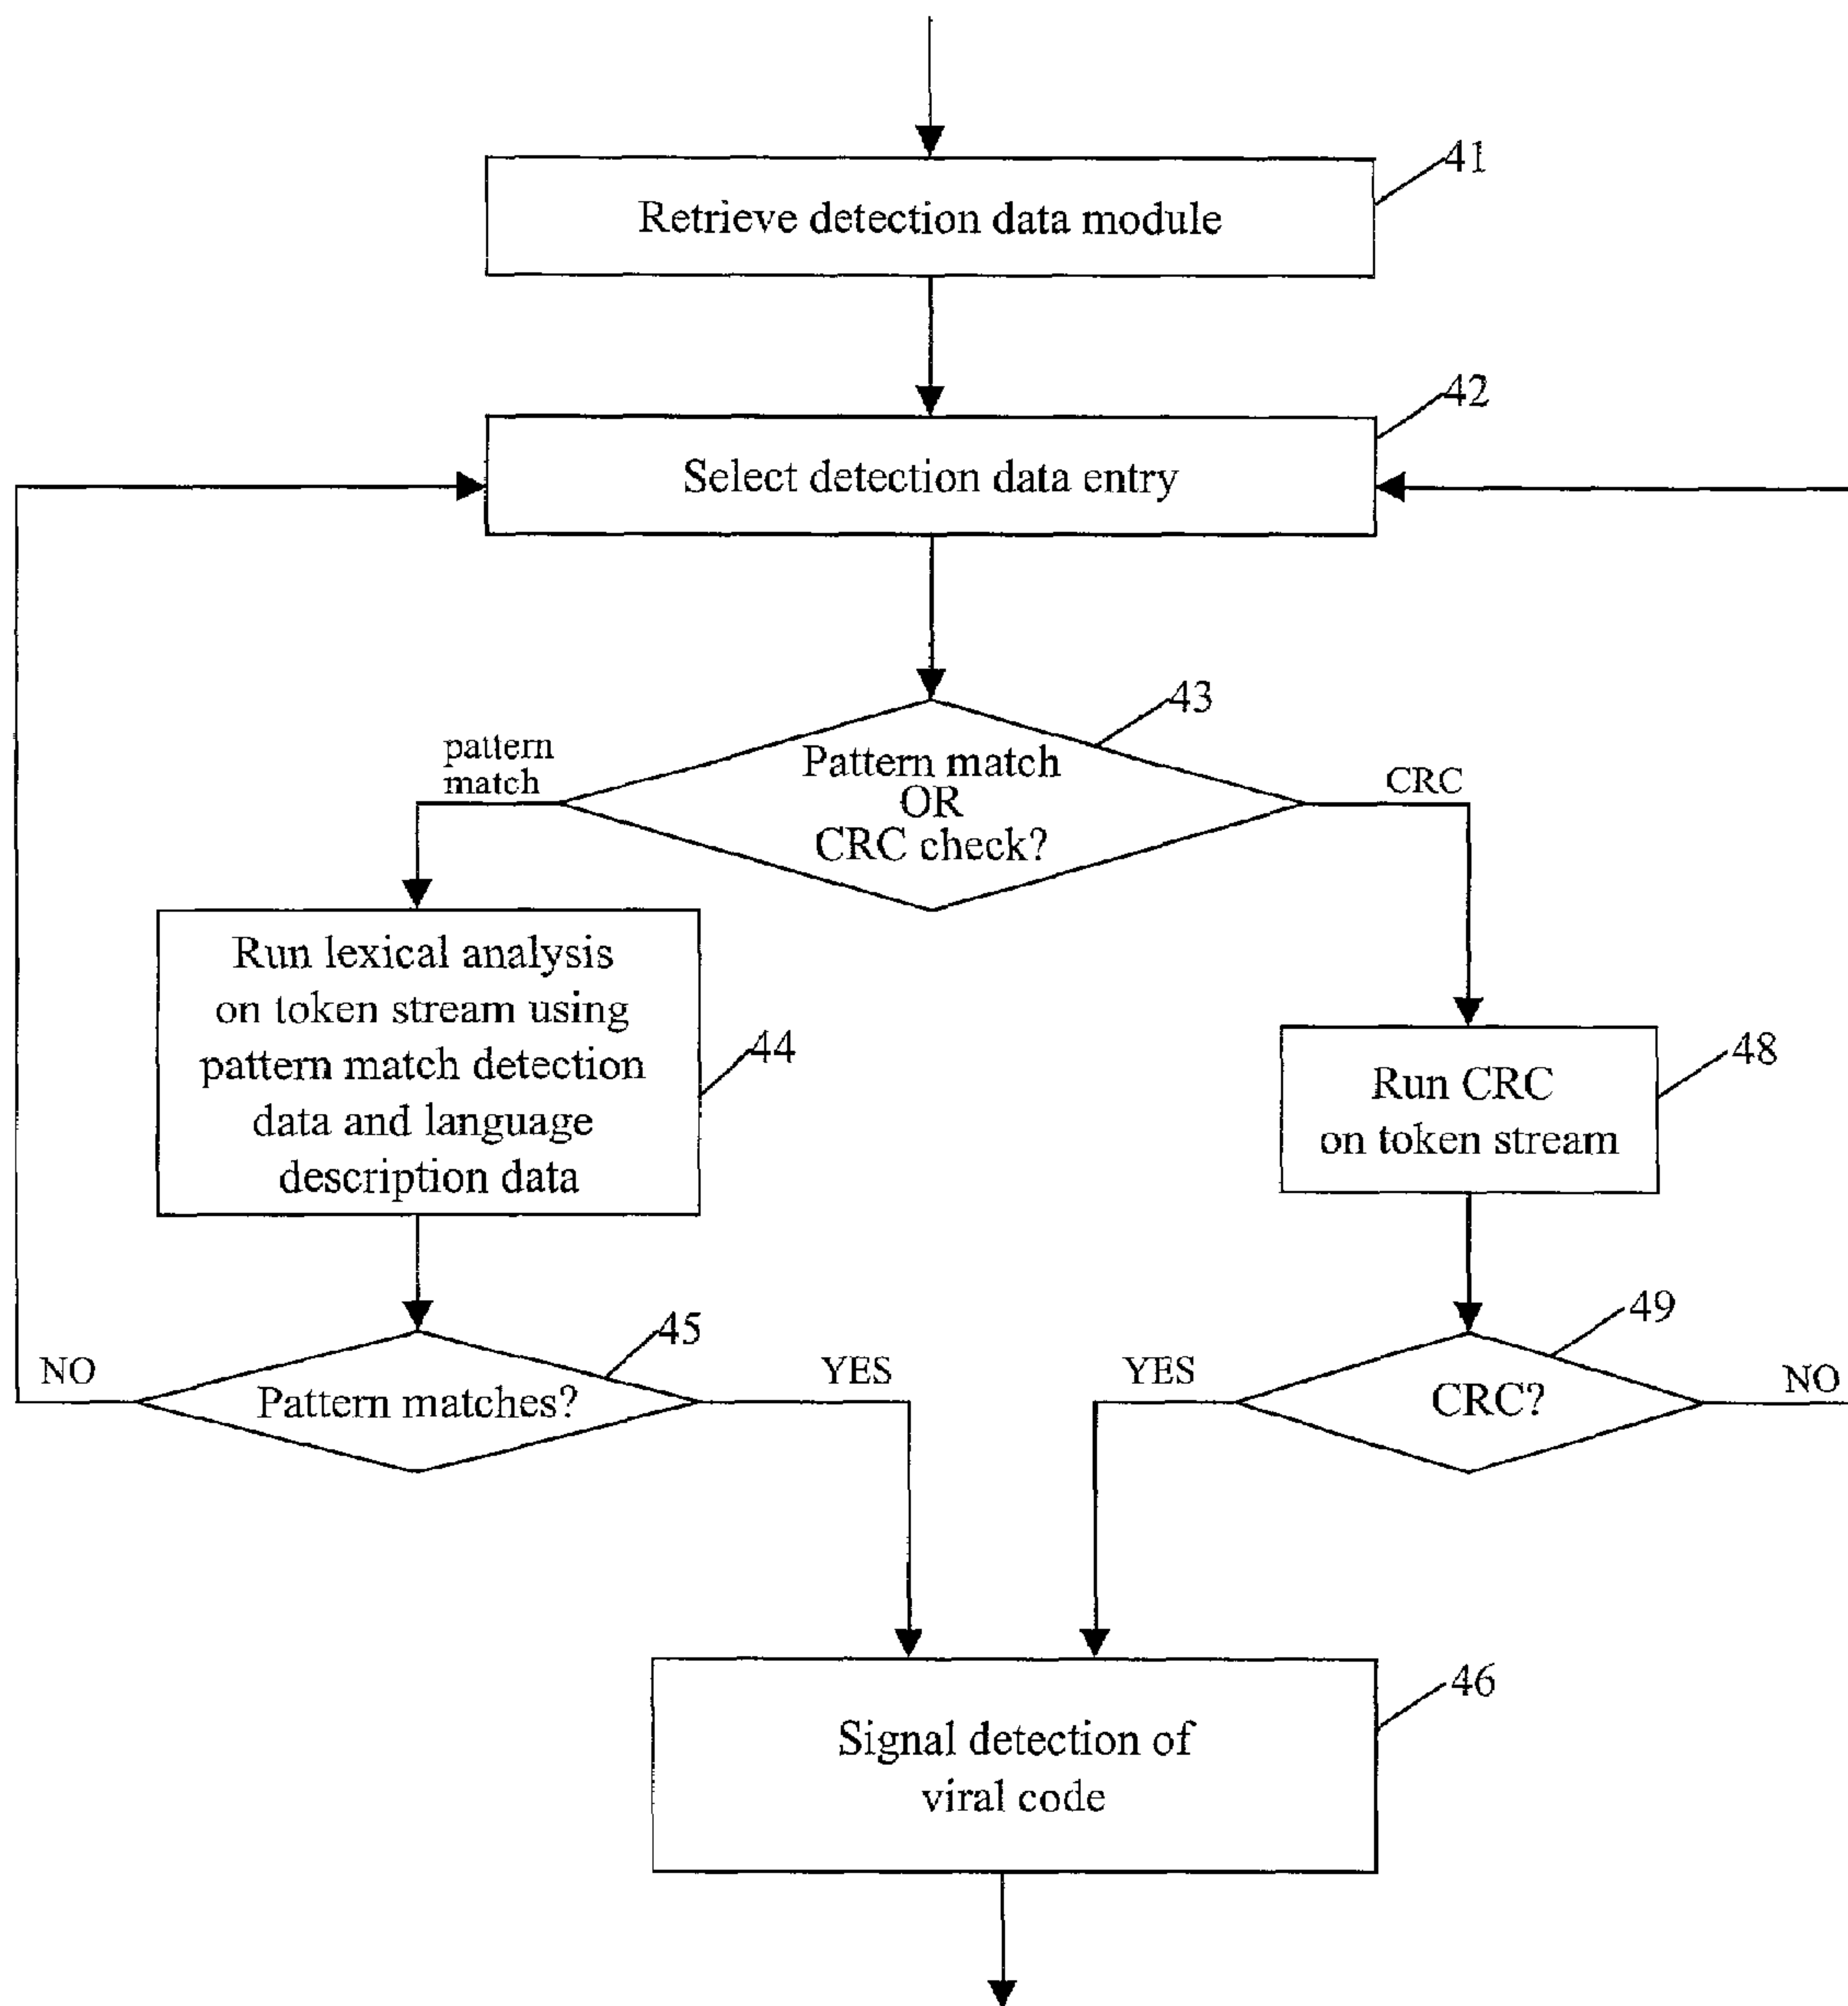 41
Retrieve detection data module
42
Select detection data entry
43
pattern
match
Pattern match
OR
CRC check?
CRC
Run lexical analysis
on token stream using
pattern match detection
data and language
description data
44
Run CRC
on token stream
48
45
49
NO
Pattern matches?
YES
YES
CRC?
NO
46
Signal detection of
viral code